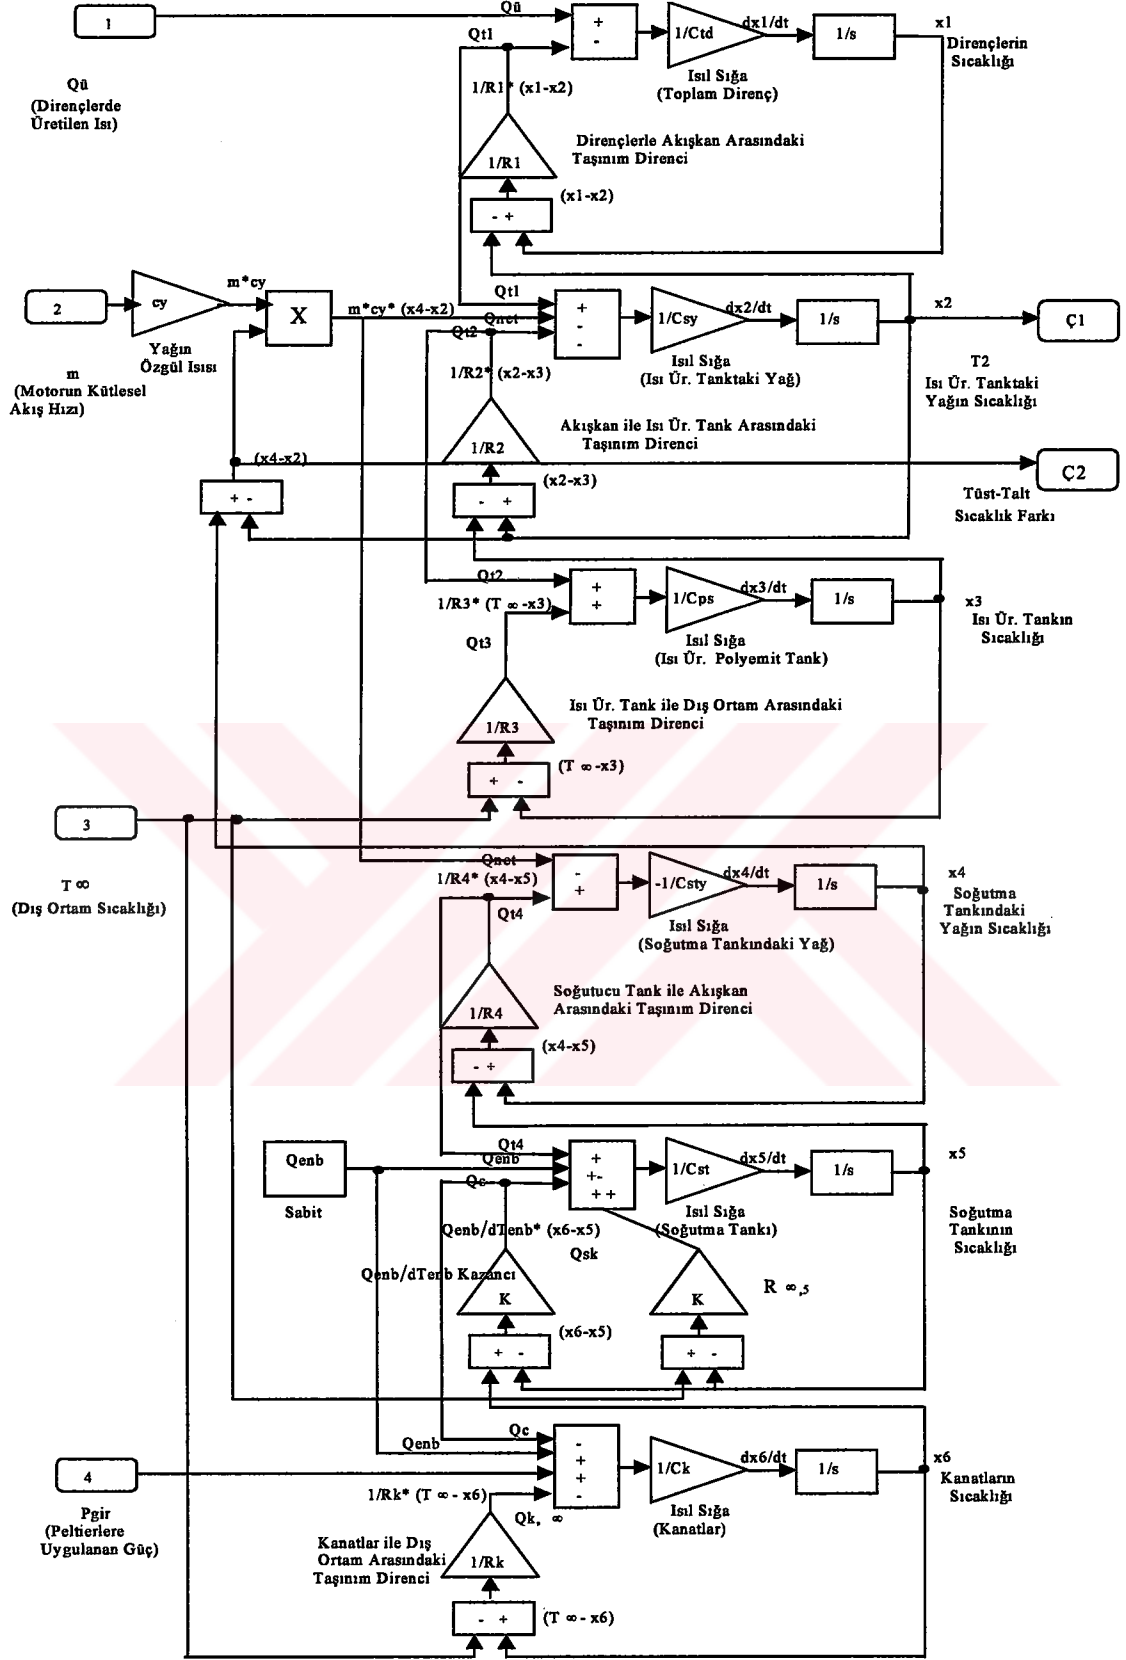 1
Qü
(Dirençlerde
Üretilen Isı)
Qü
Qt1
+
-
1/Ctd
dx1/dt
1/s
x1
Dirençlerin
Sıcaklığı
Isıl Sığa
(Toplam Direnç)
1/R1* (x1-x2)
1/R1
Dirençlerle Akışkan Arasındaki
Taşınım Direnci
(x1-x2)
- +
2
m
(Motorun Kütlesel
Akış Hızı)
cy
m*cy
Yağın
Özgül Isısı
X
m*cy* (x4-x2)
Qt1
Qnet
Qt2
+
-
-
1/Csy
dx2/dt
1/s
x2
Ç1
T2
Isı Ür. Tanktaki
Yağın Sıcaklığı
Isıl Sığa
(Isı Ür. Tanktaki Yağ)
1/R2* (x2-x3)
1/R2
Akışkan ile Isı Ür. Tank Arasındaki
Taşınım Direnci
(x4-x2)
+ -
(x2-x3)
- +
Ç2
Tüst-Talt
Sıcaklık Farkı
Qt2
1/R3* (T ∞-x3)
Qt3
+
+
1/Cps
dx3/dt
1/s
x3
Isı Ür. Tankın
Sıcaklığı
Isıl Sığa
(Isı Ür. Polyemit Tank)
1/R3
Isı Ür. Tank ile Dış Ortam Arasındaki
Taşınım Direnci
(T ∞-x3)
+ -
3
T ∞
(Dış Ortam Sıcaklığı)
Qnet
1/R4* (x4-x5)
Qt4
-
+
-1/Csty
dx4/dt
1/s
x4
Soğutma
Tankındaki
Yağın Sıcaklığı
Isıl Sığa
(Soğutma Tankındaki Yağ)
1/R4
Soğutucu Tank ile Akışkan
Arasındaki Taşınım Direnci
(x4-x5)
- +
Qenb
Sabit
Qt4
Qenb
Qc
+
+-
++
1/Cst
dx5/dt
1/s
x5
Soğutma
Tankının
Sıcaklığı
Isıl Sığa
(Soğutma Tankı)
Qenb/dTenb* (x6-x5)
Qsk
Qenb/dTenb Kazancı
K
K
R ∞,5
(x6-x5)
+ -
+ -
Qc
Qenb
-
+
+
-
1/Ck
dx6/dt
1/s
x6
Kanatların
Sıcaklığı
Isıl Sığa
(Kanatlar)
4
Pgir
(Peltierlere
Uygulanan Güç)
1/Rk* (T ∞ - x6)
Qk, ∞
Kanatlar ile Dış
Ortam Arasındaki
Taşınım Direnci
1/Rk
- +
(T ∞ - x6)